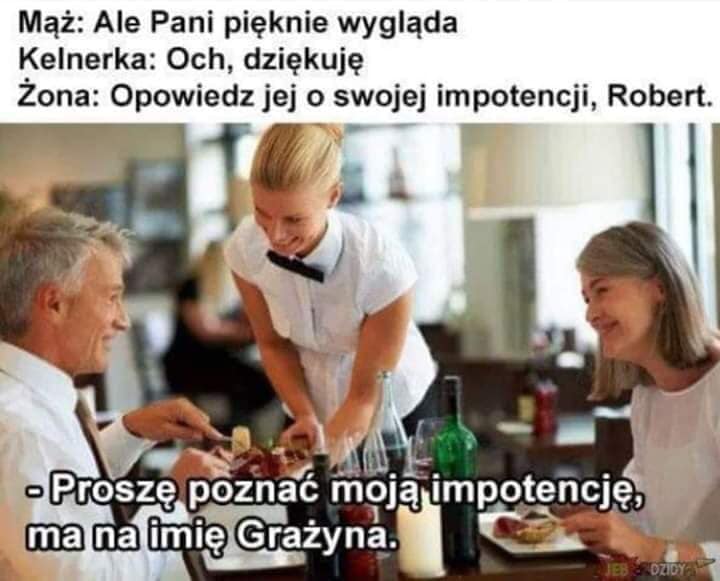 Mąż: Ale Pani pięknie wygląda
Kelnerka: Och, dziękuję
Żona: Opowiedz jej o swojej impotencji, Robert.
- Proszę poznać moją impotencję,
ma na imię Grażyna.